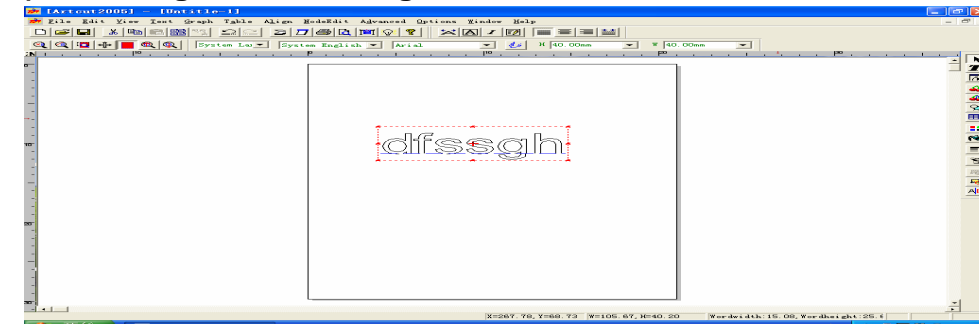 [Artcut2005] - [Untitle-1]
File Edit View Text Graph Table Align NodeEdit Advanced Options Window Help
System English Arial H 40.00mm W 40.00mm
dfssgh
X=267.78, Y=68.73 W=105.67, H=40.20 Wordwidth:15.08, Wordheight:25.6